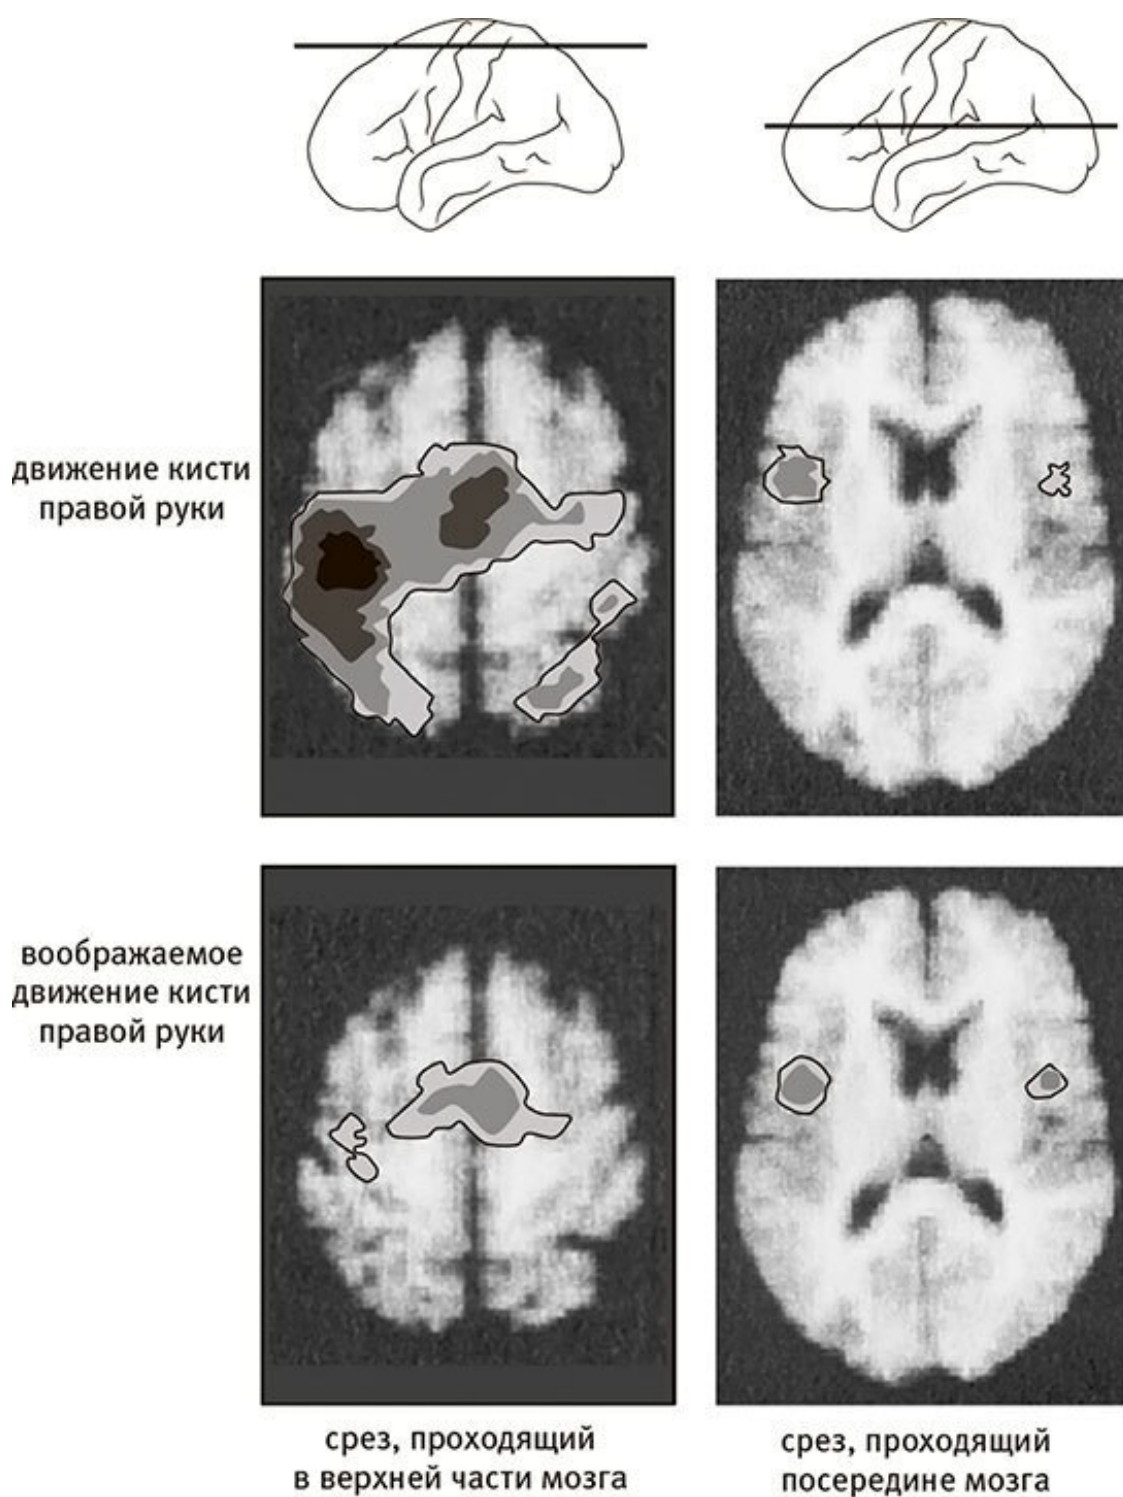 движение кисти
правой руки
воображаемое
движение кисти
правой руки
срез, проходящий
в верхней части мозга
срез, проходящий
посередине мозга